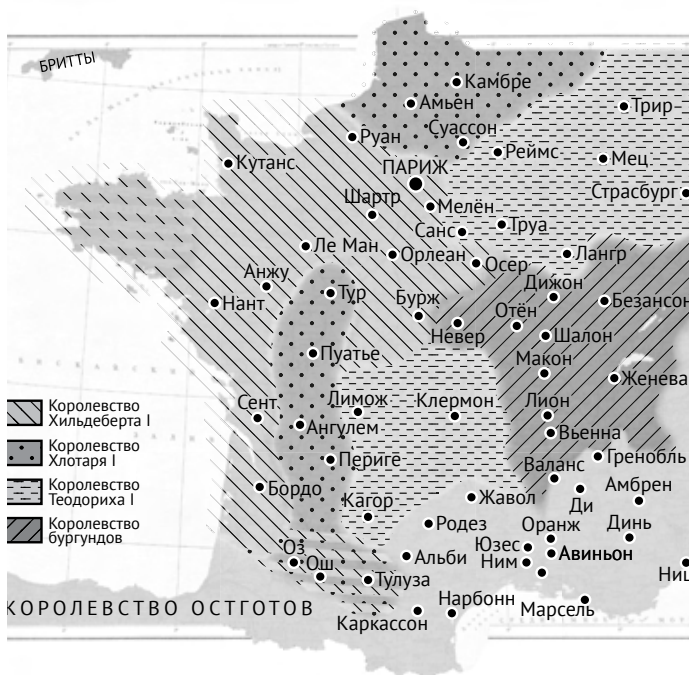 БРИТТЫ
Камбре
Амьен
Трир
Руан
Суассон
Реймс
Мец
Кутанс
ПАРИЖ
Страсбург
Шартр
Мелён
Санс
Труа
Ле Ман
Орлеан
Осер
Лангр
Анжу
Тур
Бурж
Дижон
Безансон
Нант
Отён
Невер
Шалон
Пуатье
Макон
Женева
Лимож
Клермон
Лион
Сент
Ангулем
Вьенна
Гренобль
Периге
Валанс
Бордо
Кагор
Жавол
Ди
Амбрен
Родез
Оранж
Динь
Оз
Ош
Альби
Юзес
Авиньон
Ним
Ниц
Тулуза
КОРОЛЕВСТВО ОСТГОТОВ
Каркассон
Нарбонн
Марсель
Королевство
Хильдеберта I
Королевство
Хлотаря I
Королевство
Теодориха I
Королевство
бургундов